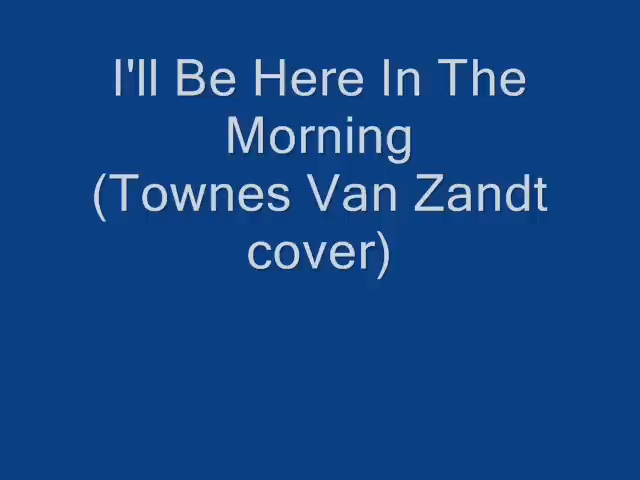 I'll Be Here In The
Morning
(Townes Van Zandt
cover)